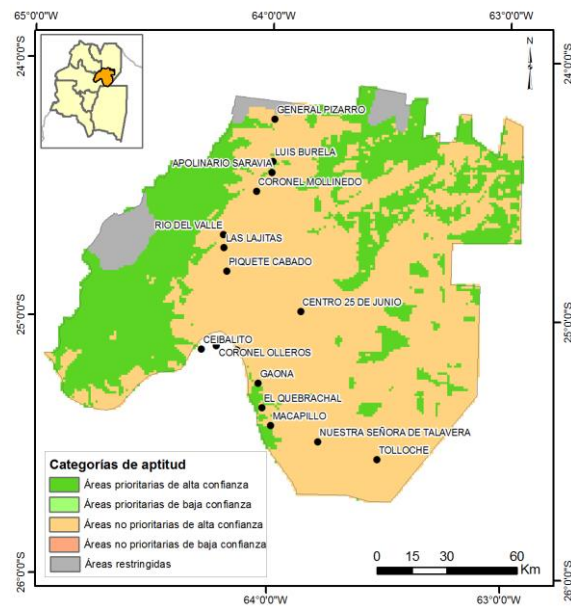 65°0'0"S 64°0'0"S 63°0'0"S
24°0'0"S 24°0'0"S
N
GENERAL PIZARRO
LUIS BURELA
APOLINARIO SARAVIA
CORONEL MOLLINEDO
RIO DEL VALLE
LAS LAJITAS
PIQUETE CABADO
CENTRO 25 DE JUNIO
25°0'0"S 25°0'0"S
CEIBALITO
CORONEL OLLEROS
GAONA
EL QUEBRACHAL
MACAPILLO
NUESTRA SEÑORA DE TALAVERA
TOLLOCHE
Categorías de aptitud
Áreas prioritarias de alta confianza
Áreas prioritarias de baja confianza
Áreas no prioritarias de alta confianza
Áreas no prioritarias de baja confianza
Áreas restringidas
0 15 30 60
Km
26°0'0"S 26°0'0"S
64°0'0"S 63°0'0"S